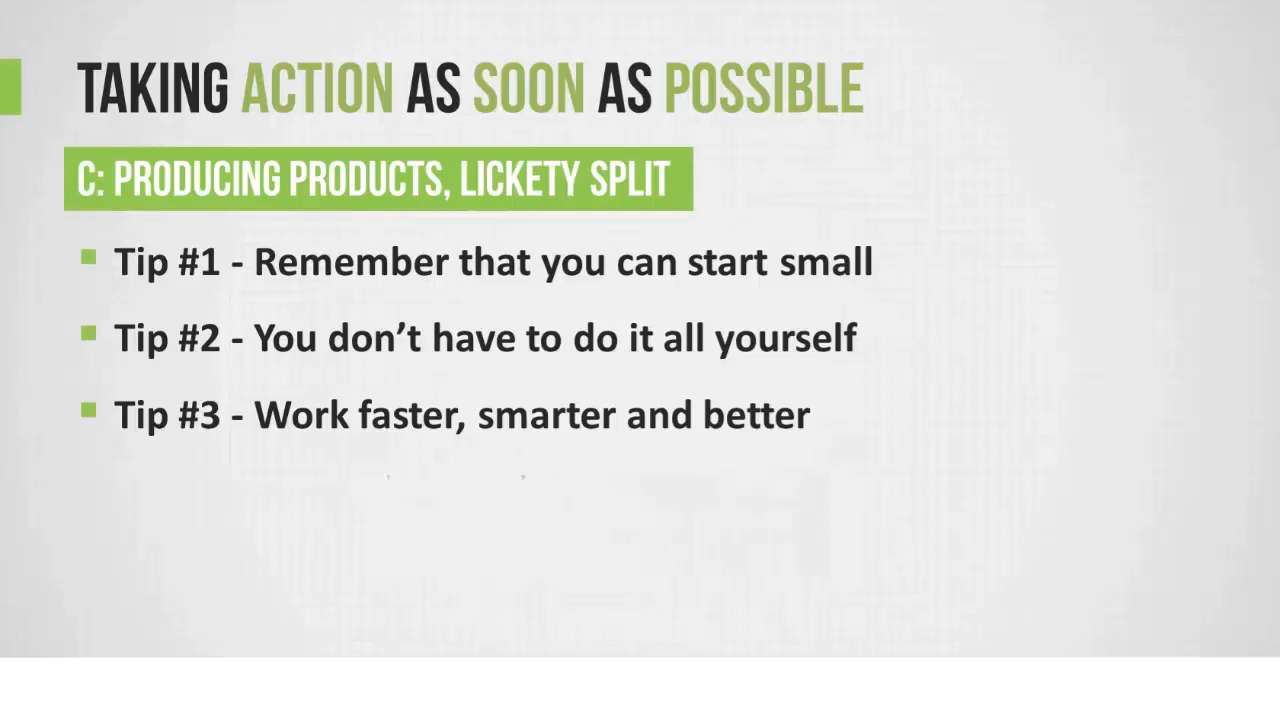 TAKING ACTION AS SOON AS POSSIBLE
C: PRODUCING PRODUCTS, LICKETY SPLIT
Tip #1 - Remember that you can start small
Tip #2 - You don’t have to do it all yourself
Tip #3 - Work faster, smarter and better